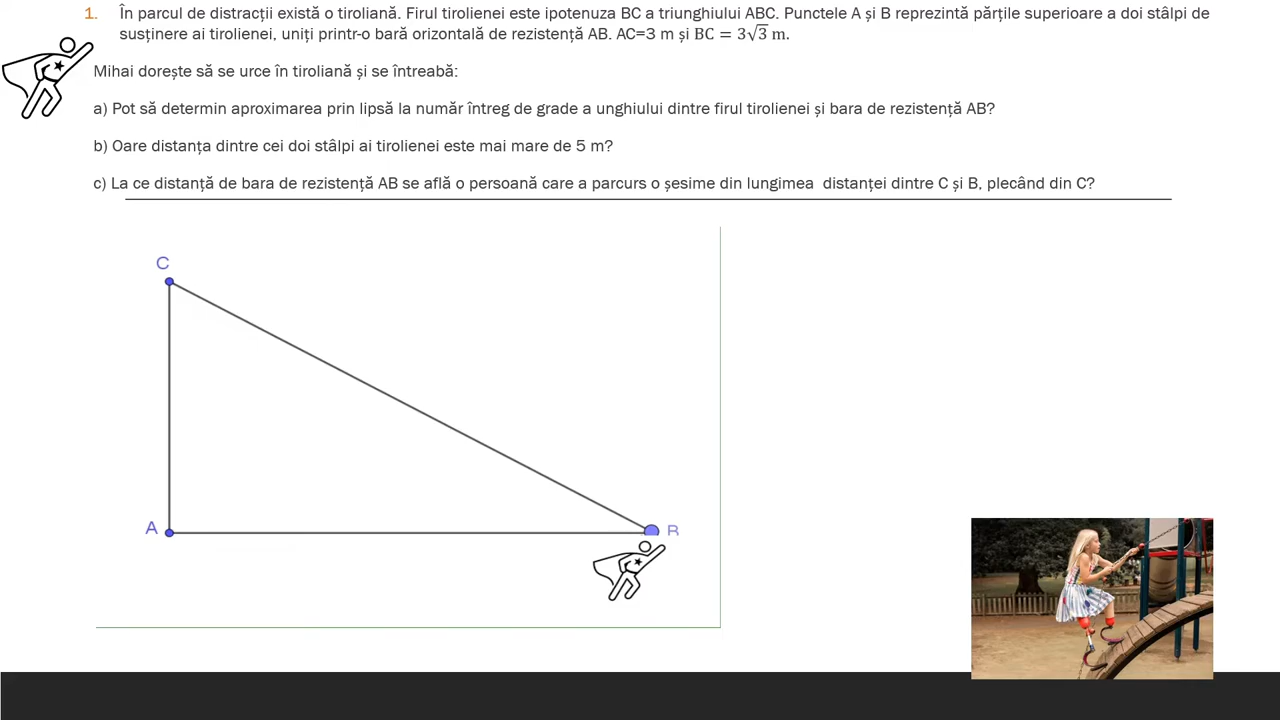 1. În parcul de distracții există o tiroliană. Firul tirolienei este ipotenuza BC a triunghiului ABC. Punctele A și B reprezintă părțile superioare a doi stâlpi de
susținere ai tirolienei, uniți printr-o bară orizontală de rezistență AB. AC=3 m și BC = 3√3 m.
Mihai dorește să se urce în tiroliană și se întreabă:
a) Pot să determin aproximarea prin lipsă la număr întreg de grade a unghiului dintre firul tirolienei și bara de rezistență AB?
b) Oare distanța dintre cei doi stâlpi ai tirolienei este mai mare de 5 m?
c) La ce distanță de bara de rezistență AB se află o persoană care a parcurs o șesime din lungimea distanței dintre C și B, plecând din C?
C
A
B